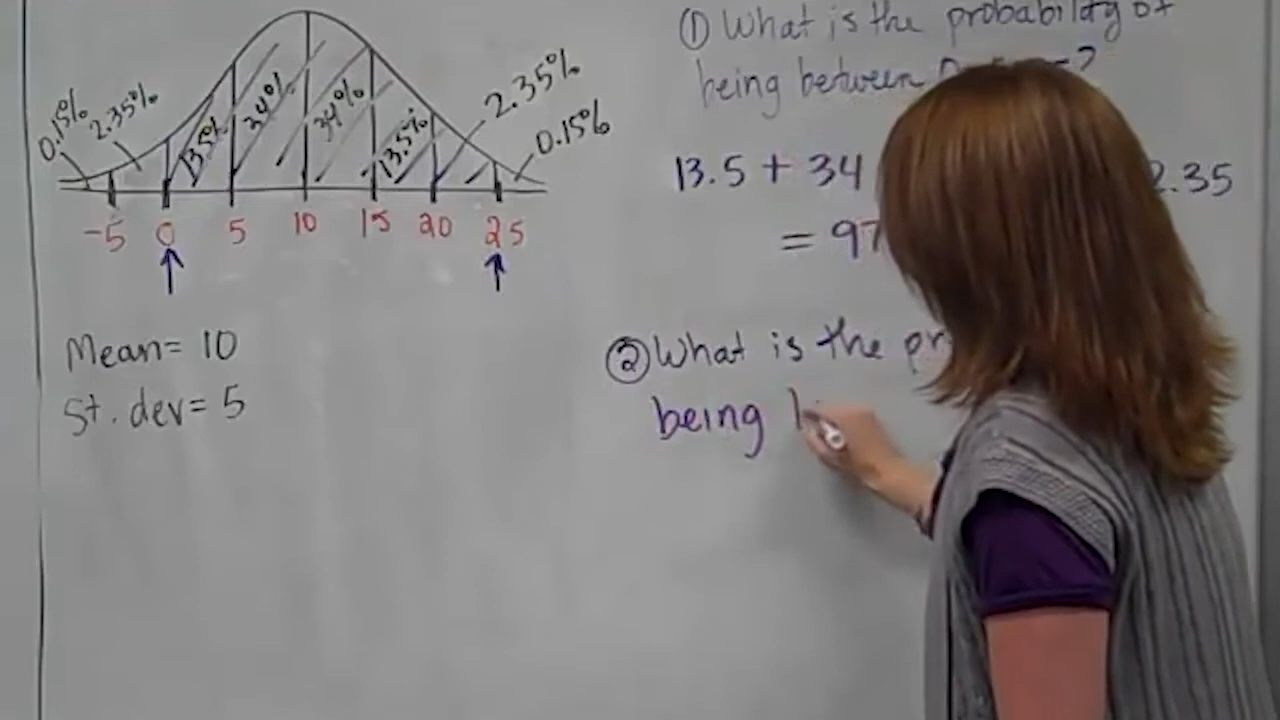 0.15% 2.35% 13.5% 34% 34% 13.5% 2.35% 0.15%
-5 0 5 10 15 20 25
Mean= 10
St. dev= 5
① What is the probability of
being between
13.5 + 34 2.35
= 97
② What is the pr
being